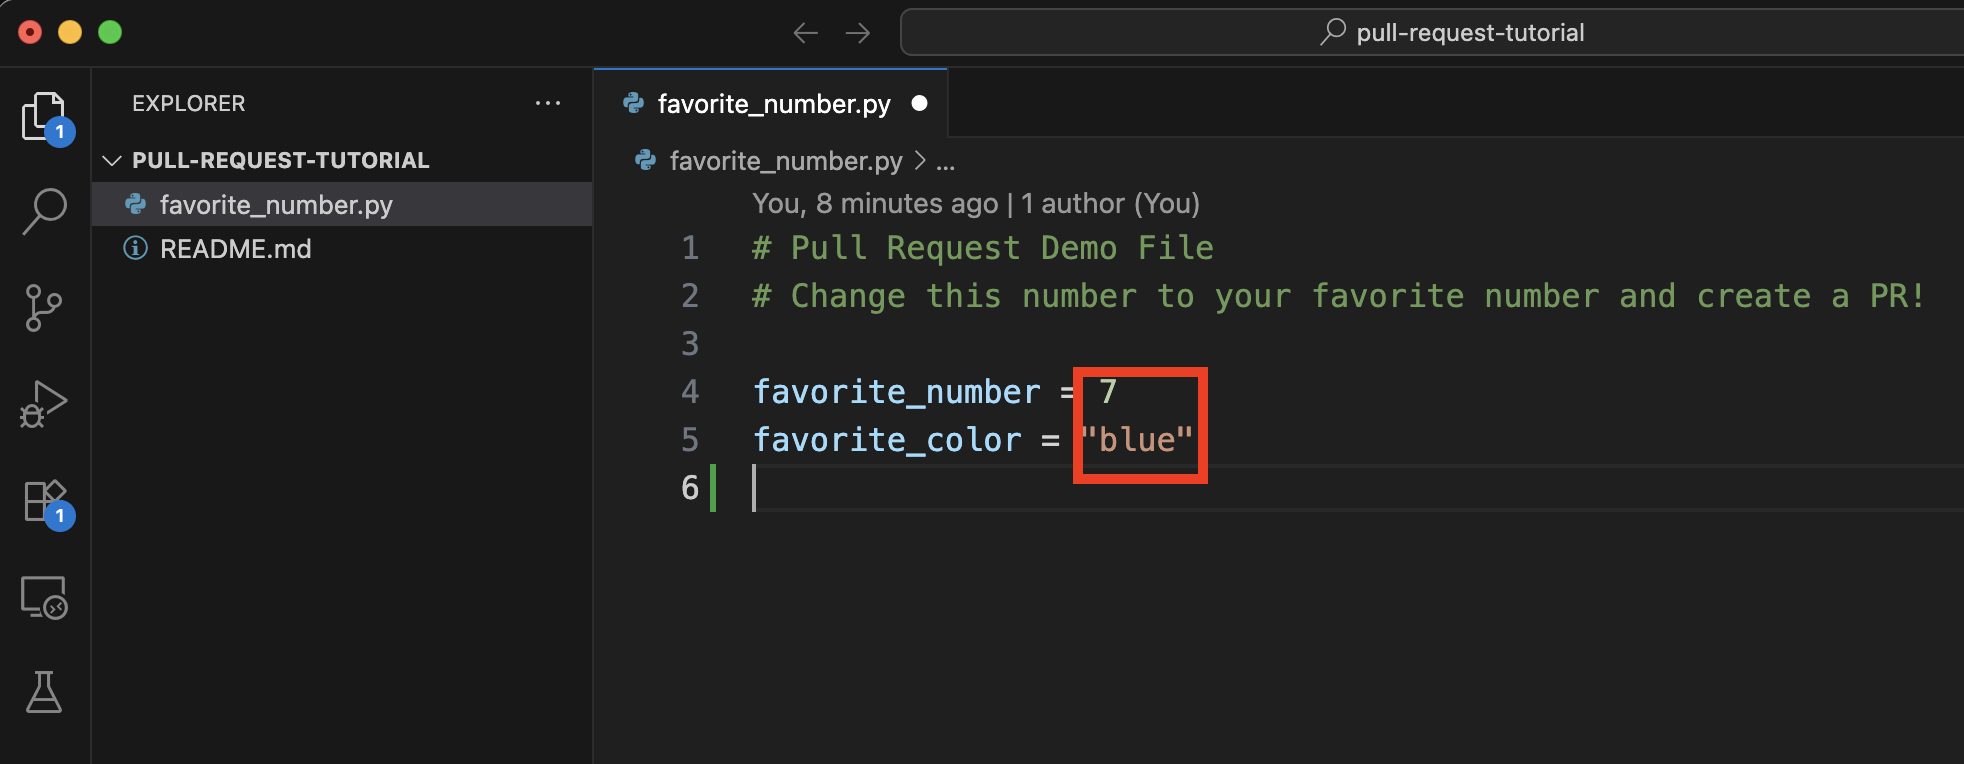 pull-request-tutorial
EXPLORER
...
favorite_number.py
1
PULL-REQUEST-TUTORIAL
favorite_number.py
README.md
1
favorite_number.py > ...
You, 8 minutes ago | 1 author (You)
1 # Pull Request Demo File
2 # Change this number to your favorite number and create a PR!
3
4 favorite_number = 7
5 favorite_color = "blue"
6